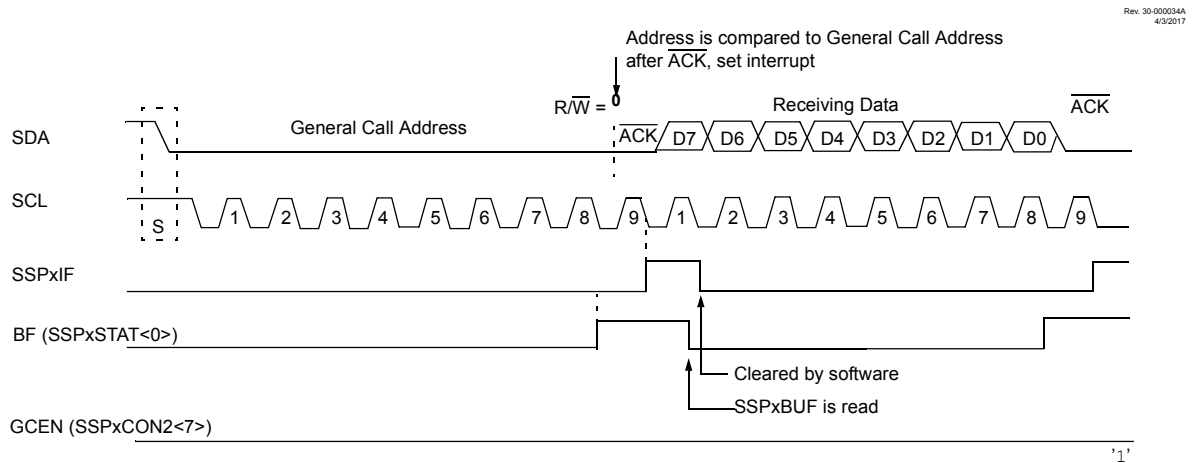 Rev. 30-000034A
4/3/2017
Address is compared to General Call Address
after ACK, set interrupt
R/W = 0
General Call Address
Receiving Data
ACK
SDA
ACK D7 D6 D5 D4 D3 D2 D1 D0
SCL
S 1 2 3 4 5 6 7 8 9 1 2 3 4 5 6 7 8 9
SSPxIF
BF (SSPxSTAT<0>)
Cleared by software
SSPxBUF is read
GCEN (SSPxCON2<7>)
'1'